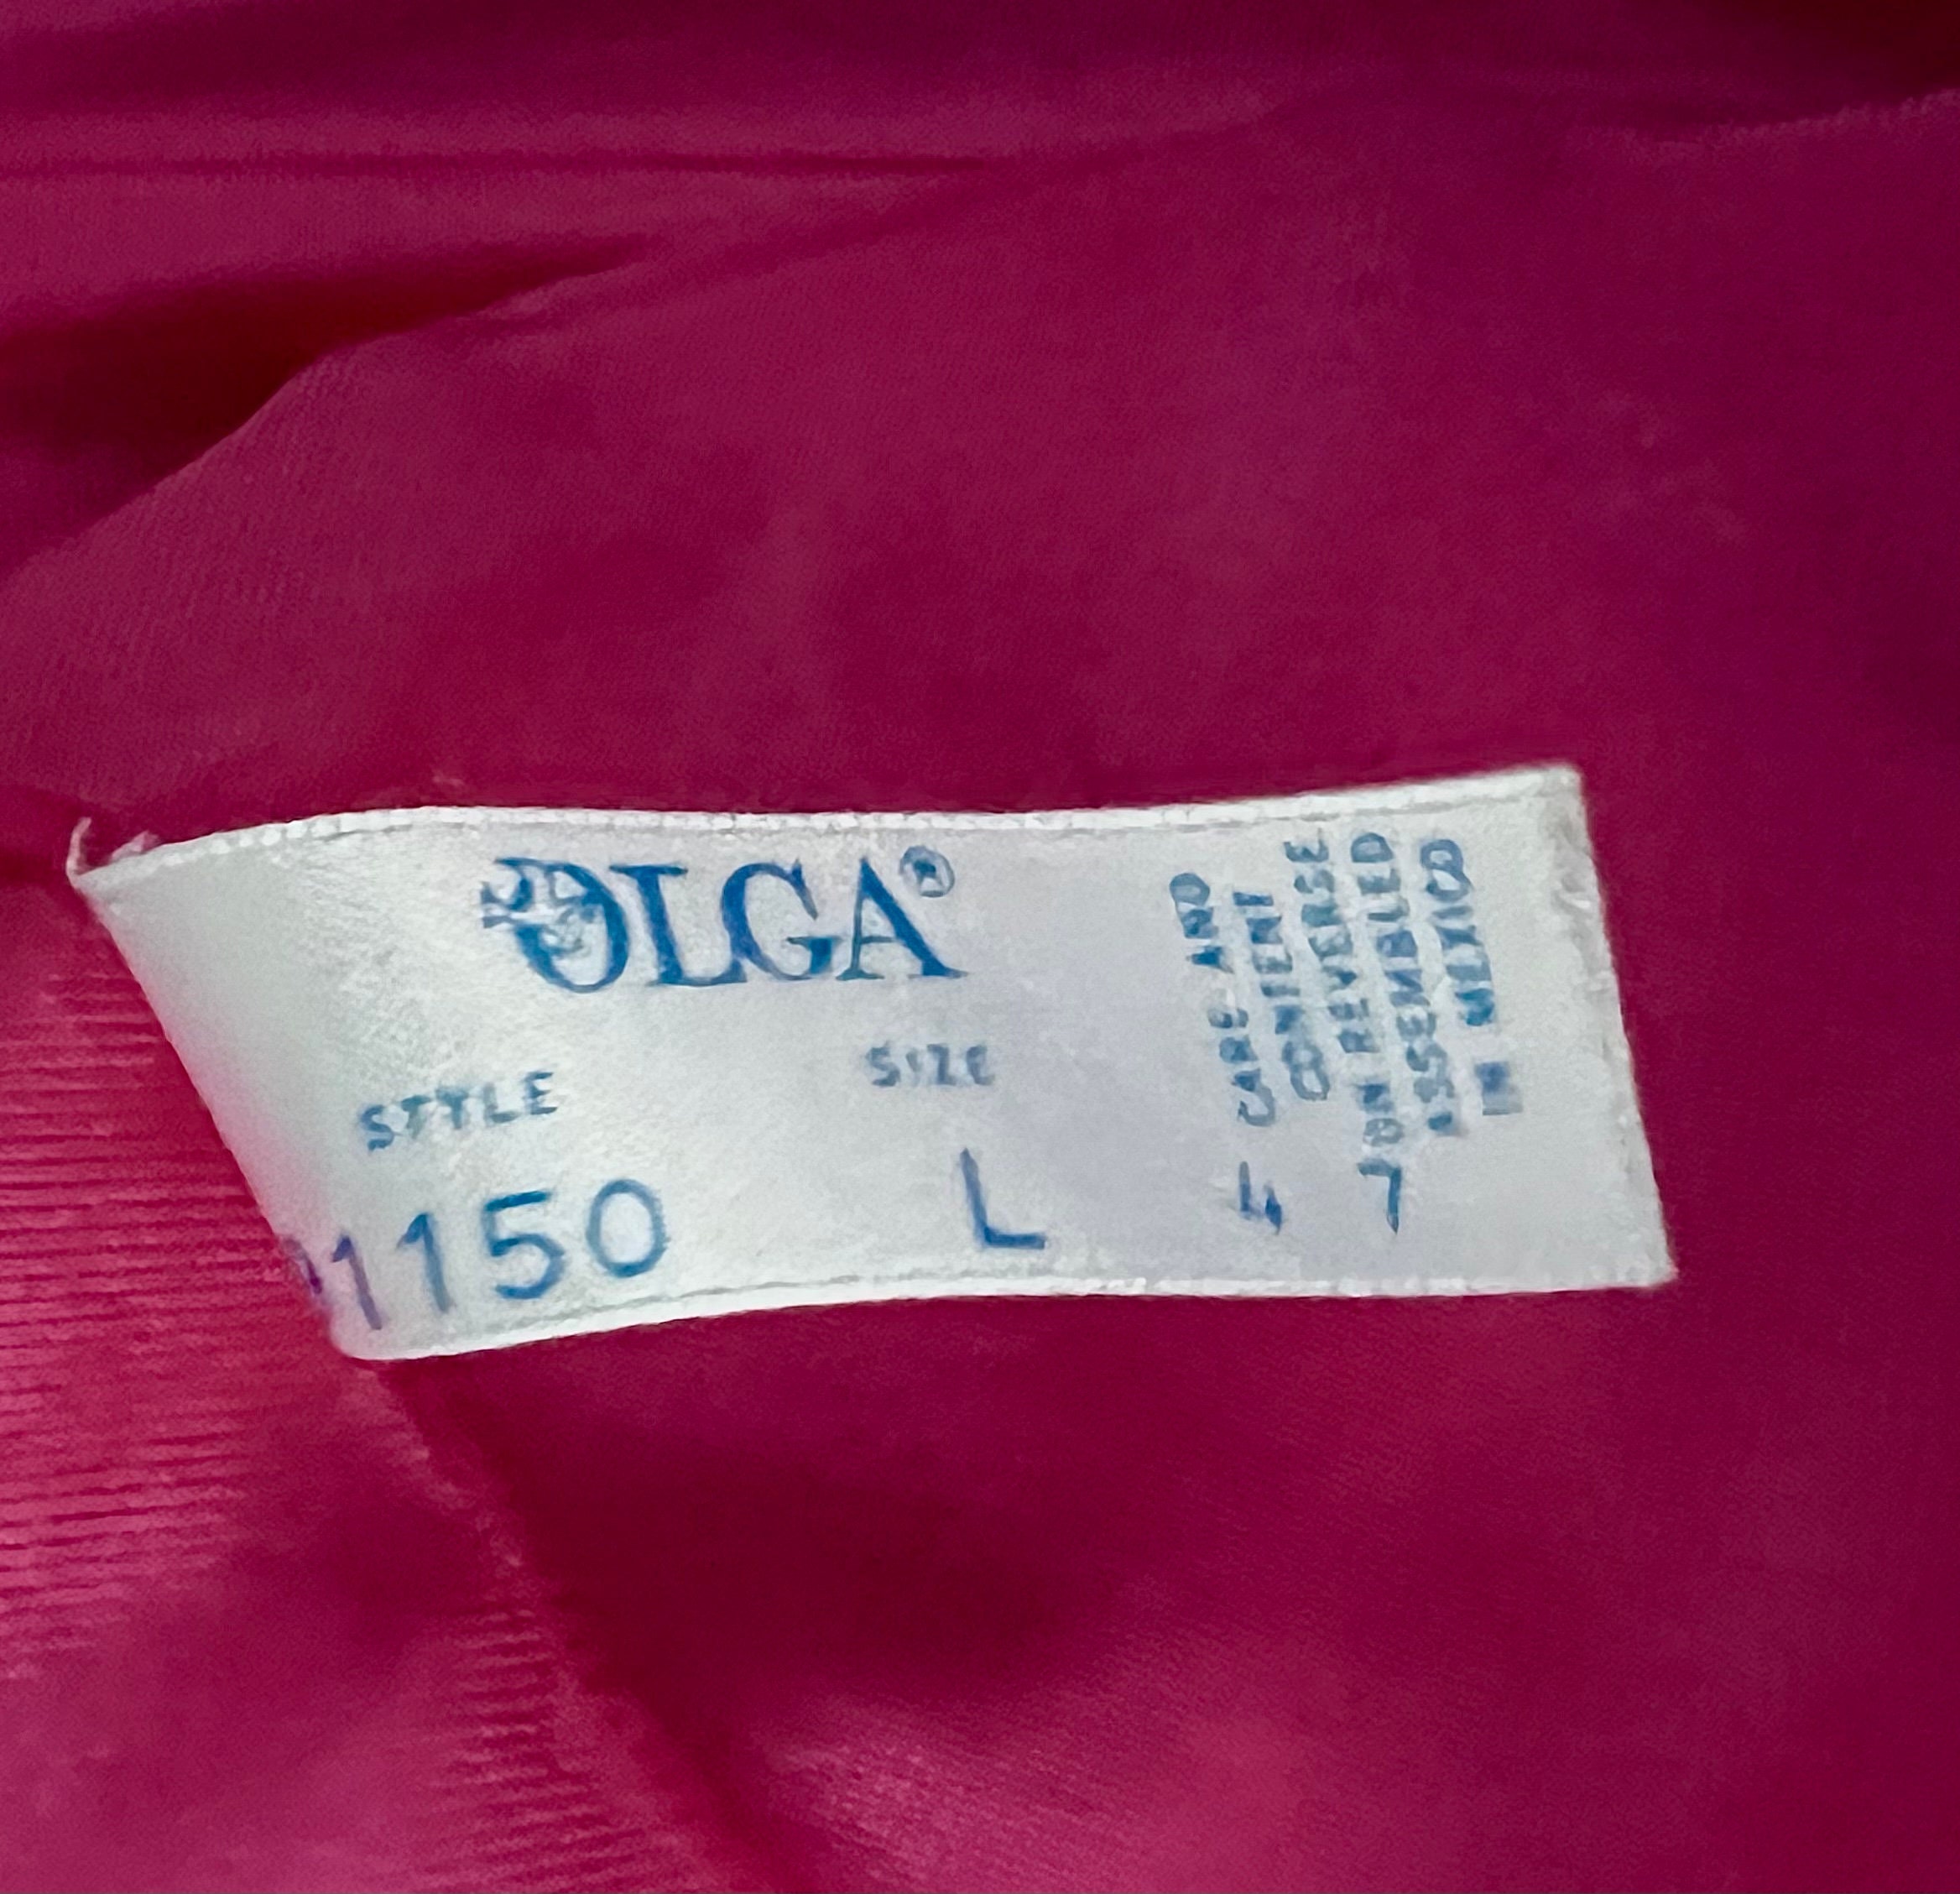 OLGA®
STYLE SIZE
1150 L 4 7
CARE AND
CONTENT
ON REVERSE
ASSEMBLED
IN MEXICO